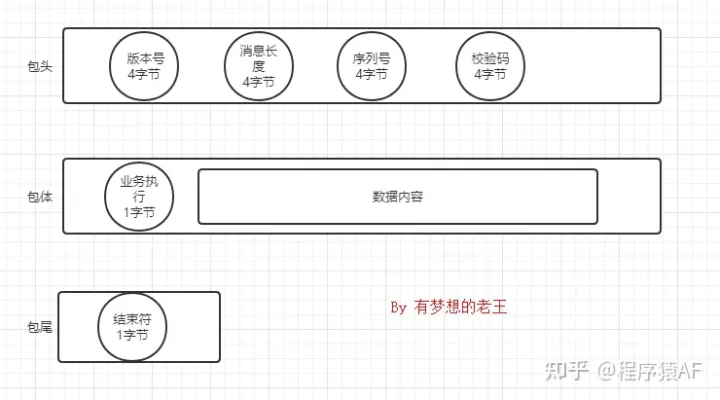 包头
版本号
4字节
消息长
度
4字节
序列号
4字节
校验码
4字节
包体
业务执
行
1字节
数据内容
包尾
结束符
1字节
By 有梦想的老王
知乎 @程序猿AF